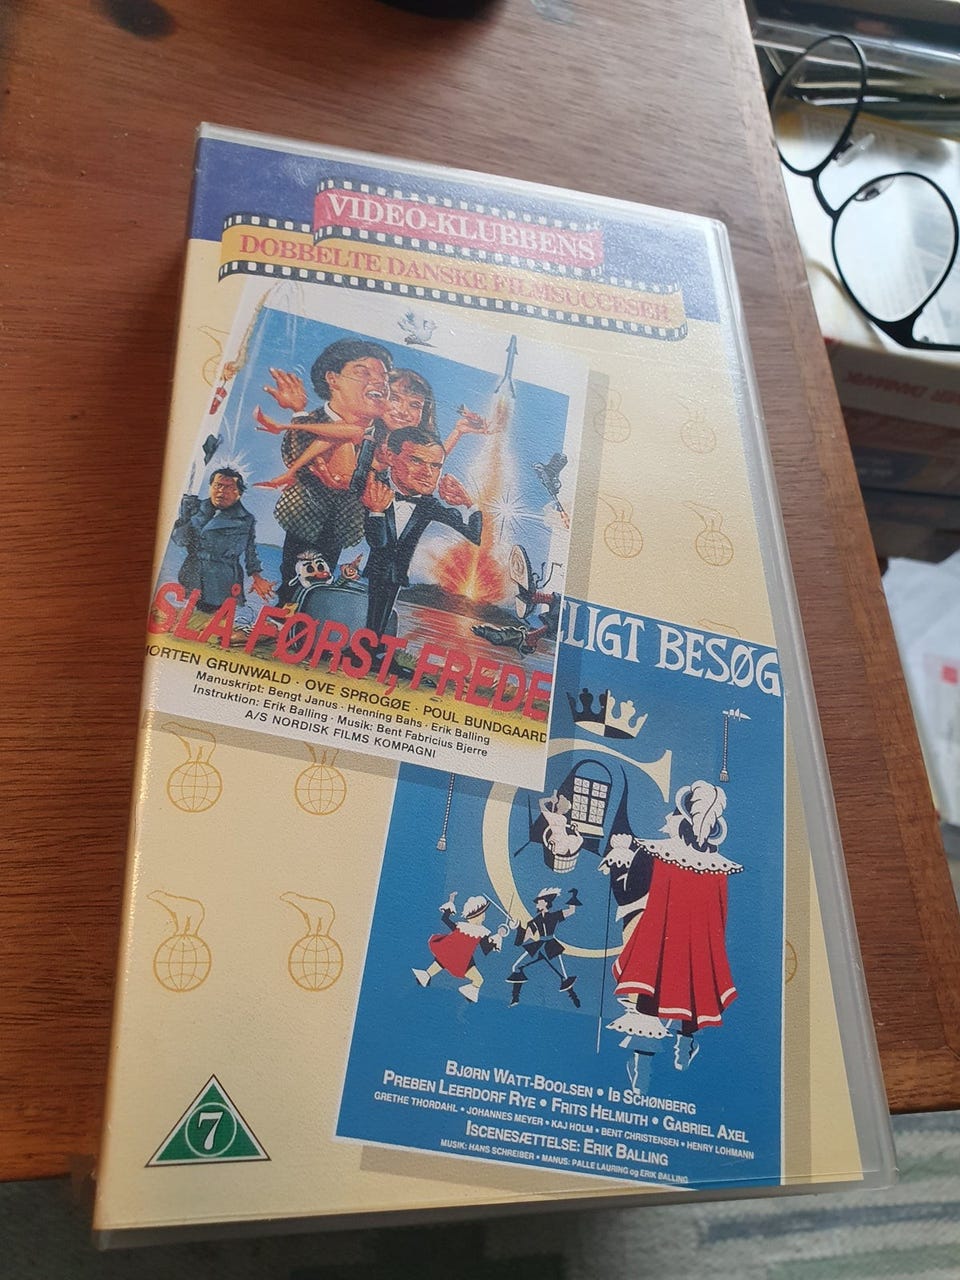 VIDEO-KLUBBENS
DOBBELTE DANSKE FILMSUCCESER
SLÅ FØRST, FREDE
MORTEN GRUNWALD · OVE SPROGØE · POUL BUNDGAARD
Manuskript: Bengt Janus · Henning Bahs · Erik Balling
Instruktion: Erik Balling · Musik: Bent Fabricius Bjerre
A/S NORDISK FILMS KOMPAGNI
LIGT BESØG
BJØRN WATT-BOOLSEN • IB SCHØNBERG
PREBEN LEERDORF RYE • FRITS HELMUTH • GABRIEL AXEL
GRETHE THORDAHL • JOHANNES MEYER • KAJ HOLM • BENT CHRISTENSEN • HENRY LOHMANN
ISCENESÆTTELSE: ERIK BALLING
MUSIK: HANS SCHREIBER • MANUS: PALLE LAURING og ERIK BALLING
7